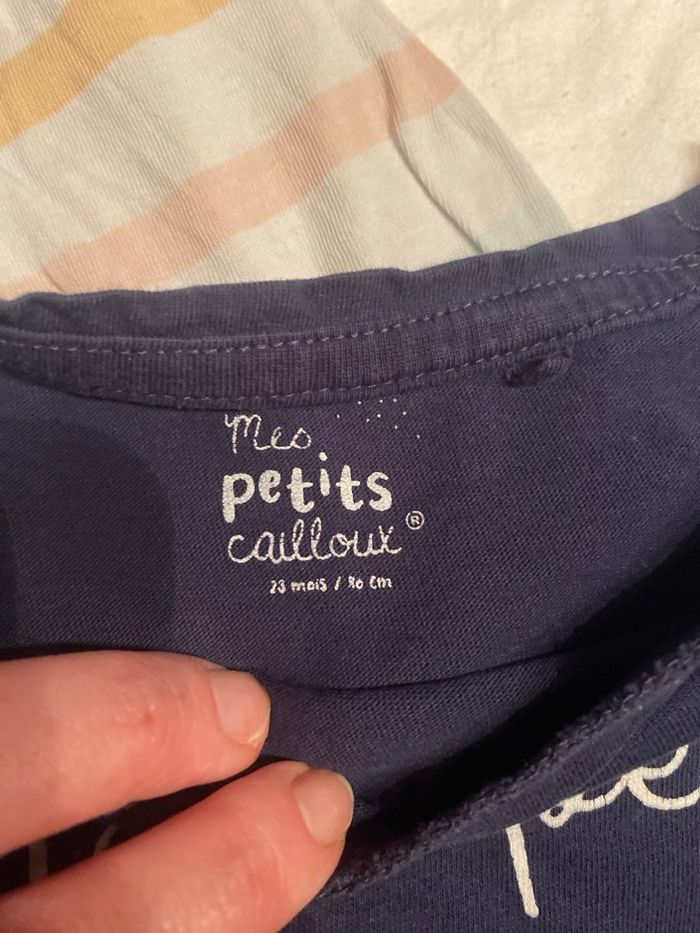 Mes
petits
cailloux®
23 mois / 86 cm